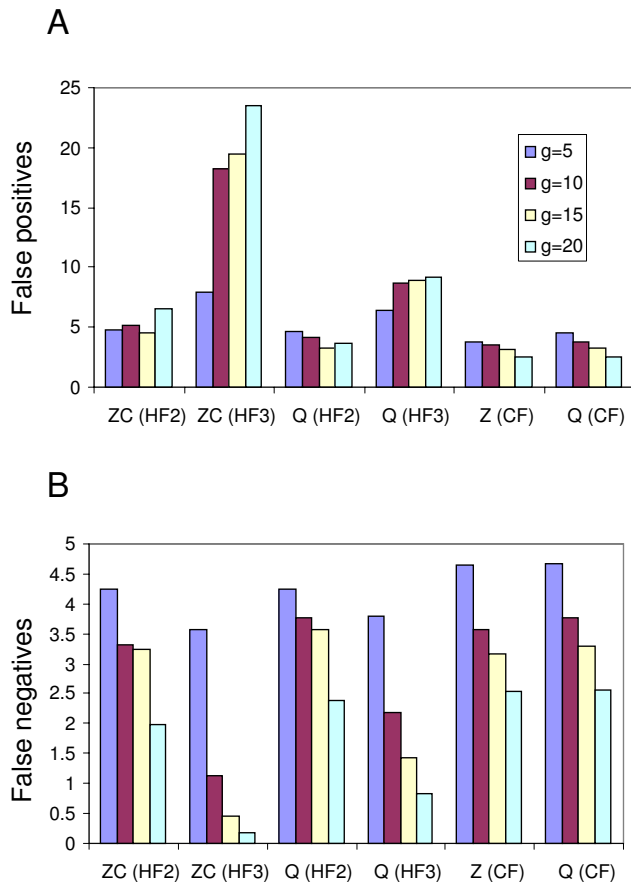 A
False positives
25
20
15
10
5
0
g=5
g=10
g=15
g=20
ZC (HF2) ZC (HF3) Q (HF2) Q (HF3) Z (CF) Q (CF)
B
False negatives
5
4.5
4
3.5
3
2.5
2
1.5
1
0.5
0
ZC (HF2) ZC (HF3) Q (HF2) Q (HF3) Z (CF) Q (CF)